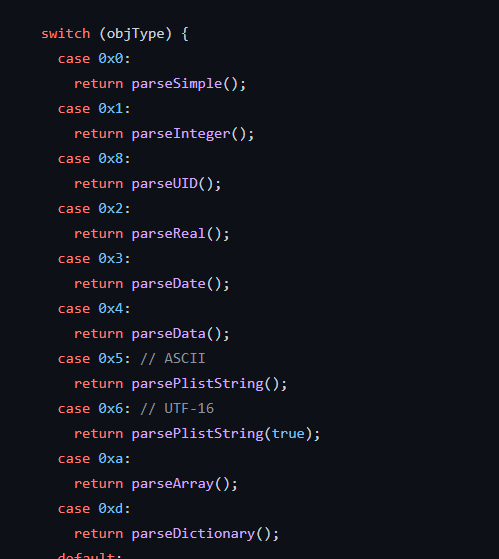 switch (objType) {
case 0x0:
return parseSimple();
case 0x1:
return parseInteger();
case 0x8:
return parseUID();
case 0x2:
return parseReal();
case 0x3:
return parseDate();
case 0x4:
return parseData();
case 0x5: // ASCII
return parsePlistString();
case 0x6: // UTF-16
return parsePlistString(true);
case 0xa:
return parseArray();
case 0xd:
return parseDictionary();
default: